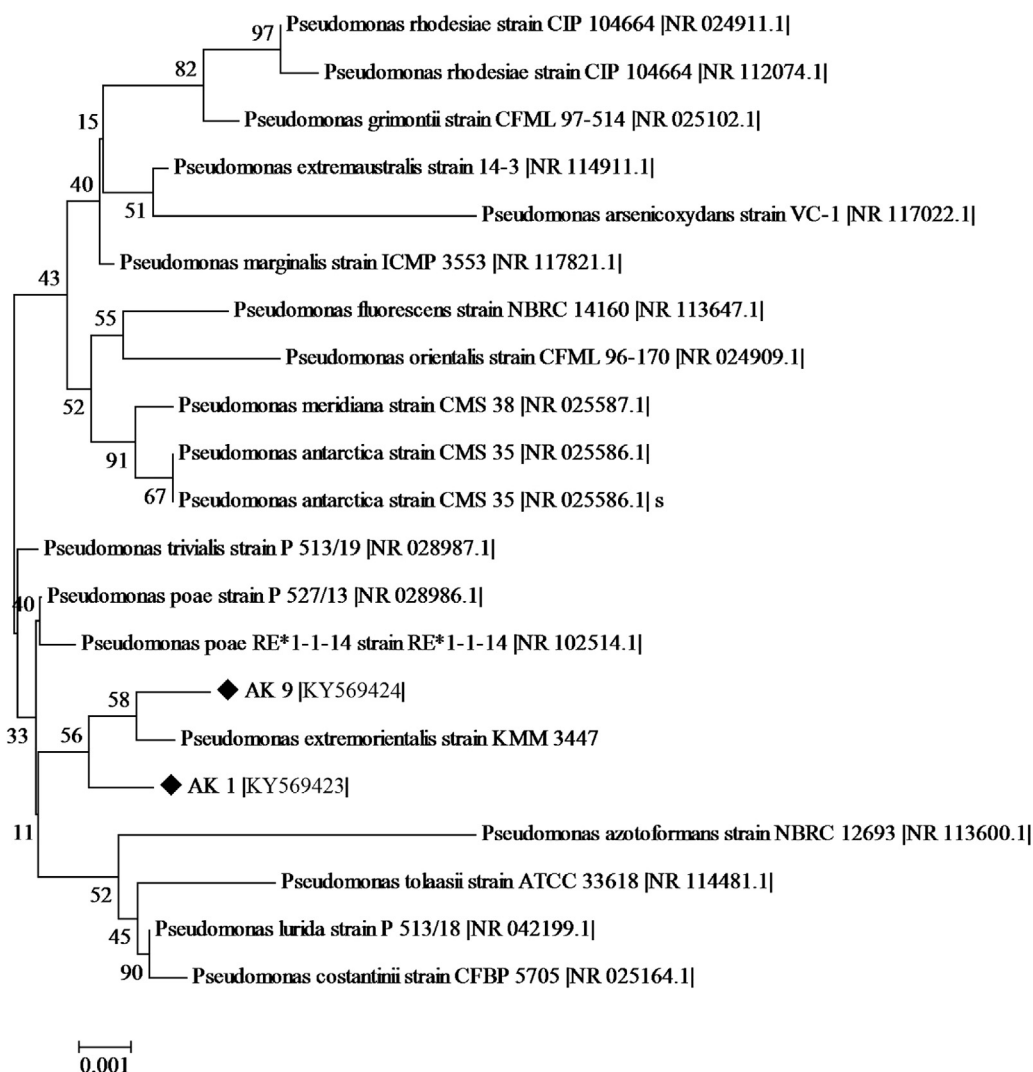 Pseudomonas rhodesiae strain CIP 104664 |NR 024911.1|
97
Pseudomonas rhodesiae strain CIP 104664 |NR 112074.1|
82
Pseudomonas grimontii strain CFML 97-514 |NR 025102.1|
15
Pseudomonas extremaustralis strain 14-3 |NR 114911.1|
40
51
Pseudomonas arsenicoxydans strain VC-1 |NR 117022.1|
Pseudomonas marginalis strain ICMP 3553 |NR 117821.1|
43
Pseudomonas fluorescens strain NBRC 14160 |NR 113647.1|
55
Pseudomonas orientalis strain CFML 96-170 |NR 024909.1|
52
Pseudomonas meridiana strain CMS 38 |NR 025587.1|
91
Pseudomonas antarctica strain CMS 35 |NR 025586.1|
67
Pseudomonas antarctica strain CMS 35 |NR 025586.1| s
Pseudomonas trivialis strain P 513/19 |NR 028987.1|
40
Pseudomonas poae strain P 527/13 |NR 028986.1|
Pseudomonas poae RE*1-1-14 strain RE*1-1-14 |NR 102514.1|
58
AK 9 |KY569424|
33
56
Pseudomonas extremorientalis strain KMM 3447
AK 1 |KY569423|
11
Pseudomonas azotoformans strain NBRC 12693 |NR 113600.1|
52
Pseudomonas tolaasii strain ATCC 33618 |NR 114481.1|
45
Pseudomonas lurida strain P 513/18 |NR 042199.1|
90
Pseudomonas costantinii strain CFBP 5705 |NR 025164.1|
0.001